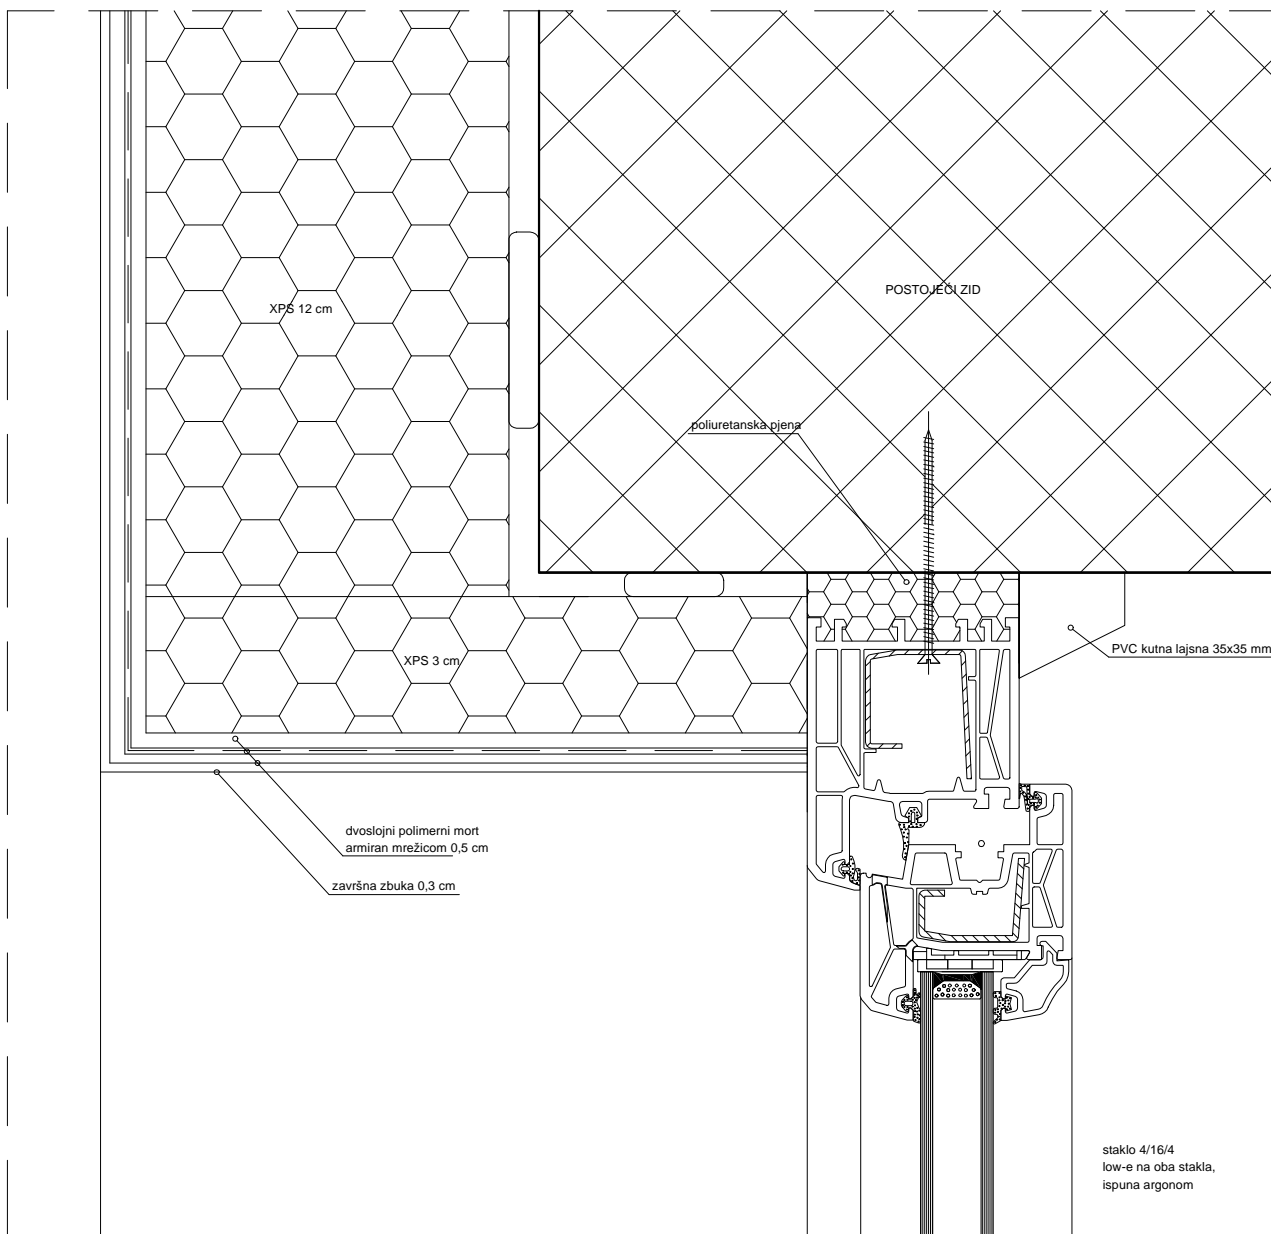 POSTOJEĆI ZID
XPS 12 cm
poliuretanska pjena
PVC kutna lajsna 35x35 mm
XPS 3 cm
dvoslojni polimerni mort
armiran mrežicom 0,5 cm
završna zbuka 0,3 cm
staklo 4/16/4
low-e na oba stakla,
ispuna argonom